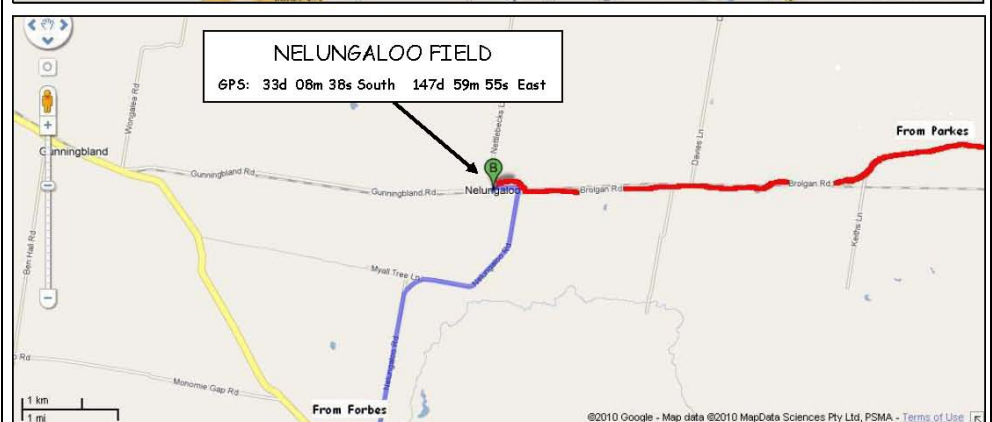 NELUNGALOO FIELD
GPS: 33d 08m 38s South 147d 59m 55s East
Wongalea Rd
Nettlebecks L
Davies Ln
From Parkes
Gunningbland
Gunningbland Rd
Gunningbland Rd
B
Nelungaloo
Brolgan Rd
Brolgan Rd
Keiths Ln
Ben Hall Rd
Myall Tree Ln
Nelungaloo Rd
Nelungaloo Rd
Rd
Monomie Gap Rd
1 km
1 mi
From Forbes
©2010 Google - Map data ©2010 MapData Sciences Pty Ltd, PSMA - Terms of Use